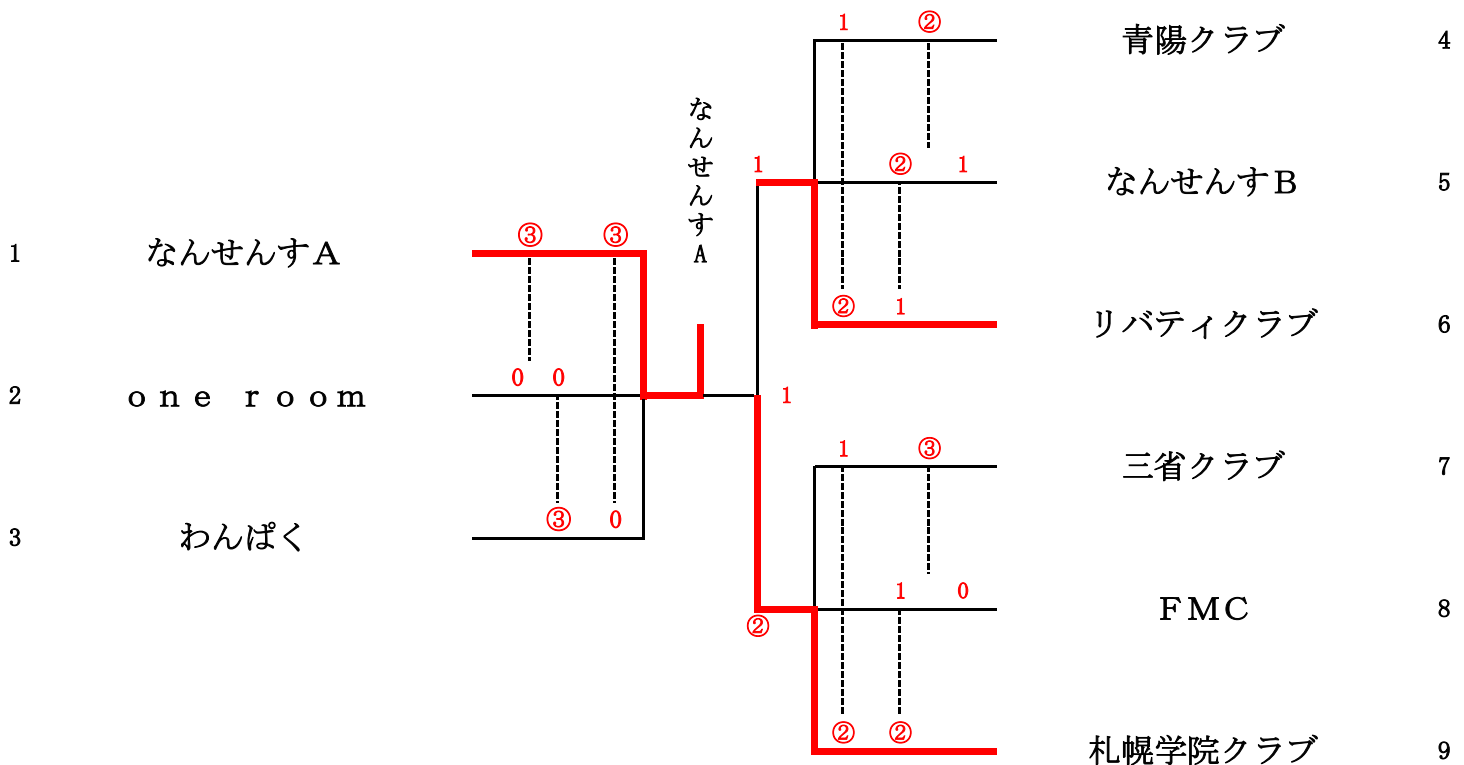 1 ②
青陽クラブ 4
なんせんすA
1 ② 1
なんせんすB 5
③ ③
1 なんせんすA
② 1
リバティクラブ 6
0 0
2 one room
1
1 ③
三省クラブ 7
③ 0
3 わんぱく
1 0
FMC 8
②
② ②
札幌学院クラブ 9